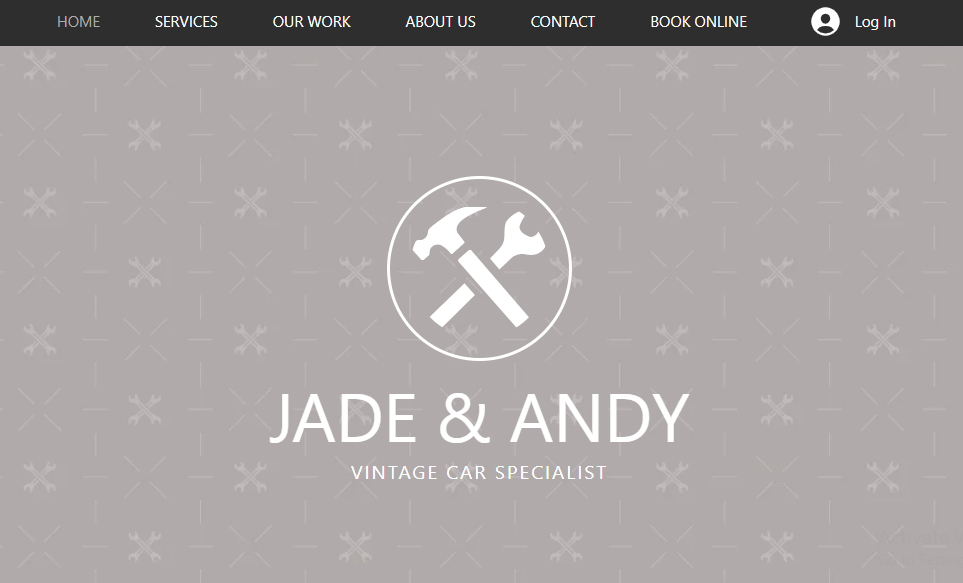 HOME SERVICES OUR WORK ABOUT US CONTACT BOOK ONLINE Log In
JADE & ANDY
VINTAGE CAR SPECIALIST